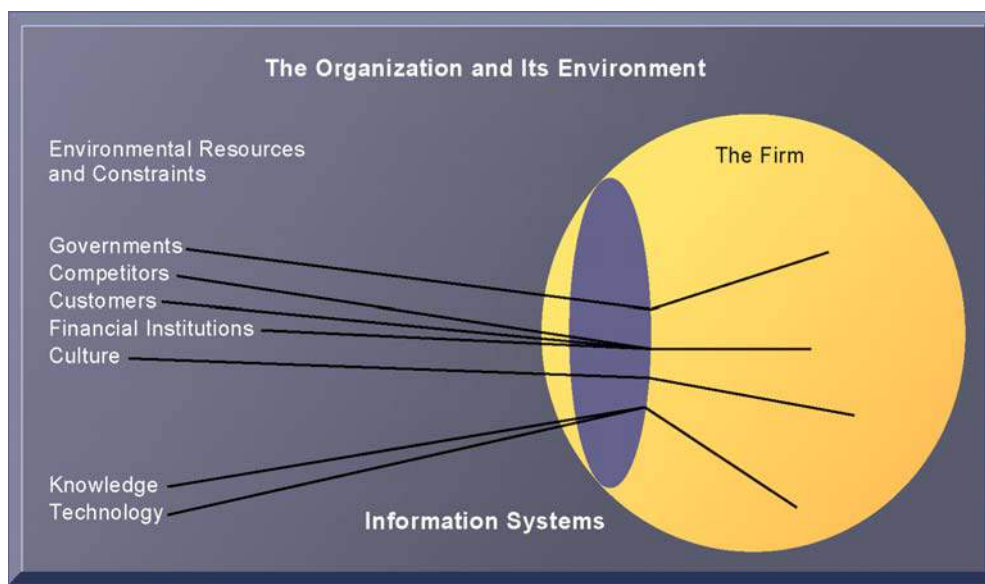 The Organization and Its Environment
Environmental Resources
and Constraints
The Firm
Governments
Competitors
Customers
Financial Institutions
Culture
Knowledge
Technology
Information Systems